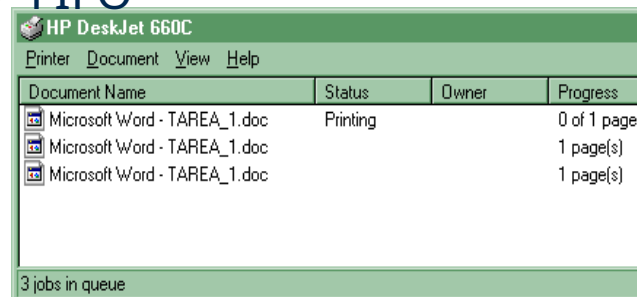 FIFO
HP DeskJet 660C
Printer Document View Help
Document Name Status Owner Progress
Microsoft Word - TAREA_1.doc Printing 0 of 1 page
Microsoft Word - TAREA_1.doc 1 page(s)
Microsoft Word - TAREA_1.doc 1 page(s)
3 jobs in queue